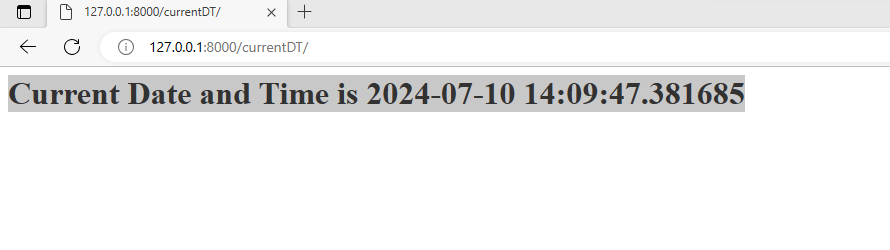 127.0.0.1:8000/currentDT/
127.0.0.1:8000/currentDT/
Current Date and Time is 2024-07-10 14:09:47.381685